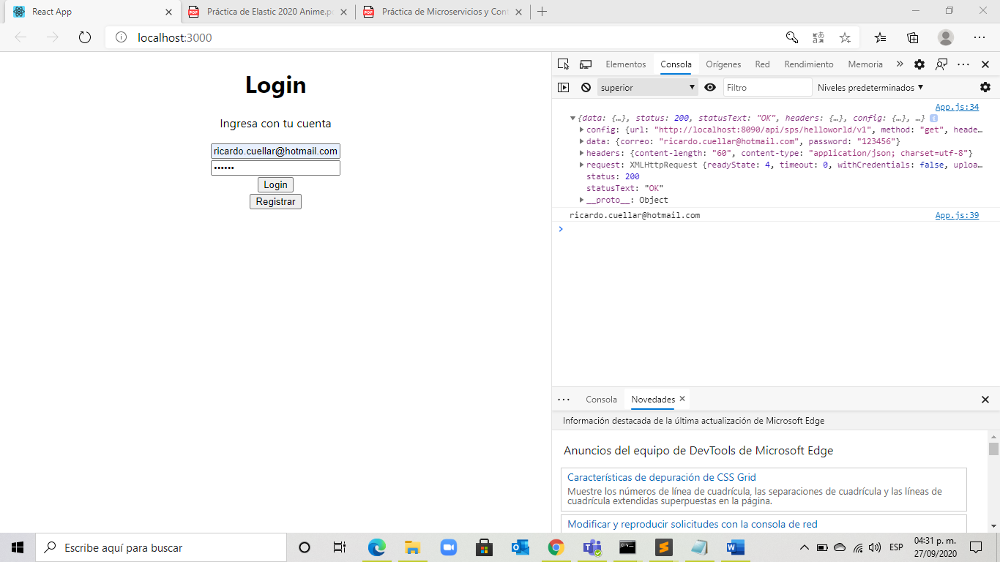 React App
Práctica de Elastic 2020 Anime.p
Práctica de Microservicios y Cont
localhost:3000
Login
Ingresa con tu cuenta
ricardo.cuellar@hotmail.com
••••••
Login
Registrar
Elementos Consola Orígenes Red Rendimiento Memoria
superior Filtro Niveles predeterminados
App.js:34
{data: {…}, status: 200, statusText: "OK", headers: {…}, config: {…}, …}
config: {url: "http://localhost:8090/api/sps/helloworld/v1", method: "get", heade…
data: {correo: "ricardo.cuellar@hotmail.com", password: "123456"}
headers: {content-length: "60", content-type: "application/json; charset=utf-8"}
request: XMLHttpRequest {readyState: 4, timeout: 0, withCredentials: false, uploa…
status: 200
statusText: "OK"
__proto__: Object
ricardo.cuellar@hotmail.com App.js:39
Consola Novedades
Información destacada de la última actualización de Microsoft Edge
Anuncios del equipo de DevTools de Microsoft Edge
Características de depuración de CSS Grid
Muestre los números de línea de cuadrícula, las separaciones de cuadrícula y las líneas de
cuadrícula extendidas superpuestas en la página.
Modificar y reproducir solicitudes con la consola de red
Escribe aquí para buscar
ESP
04:31 p. m.
27/09/2020